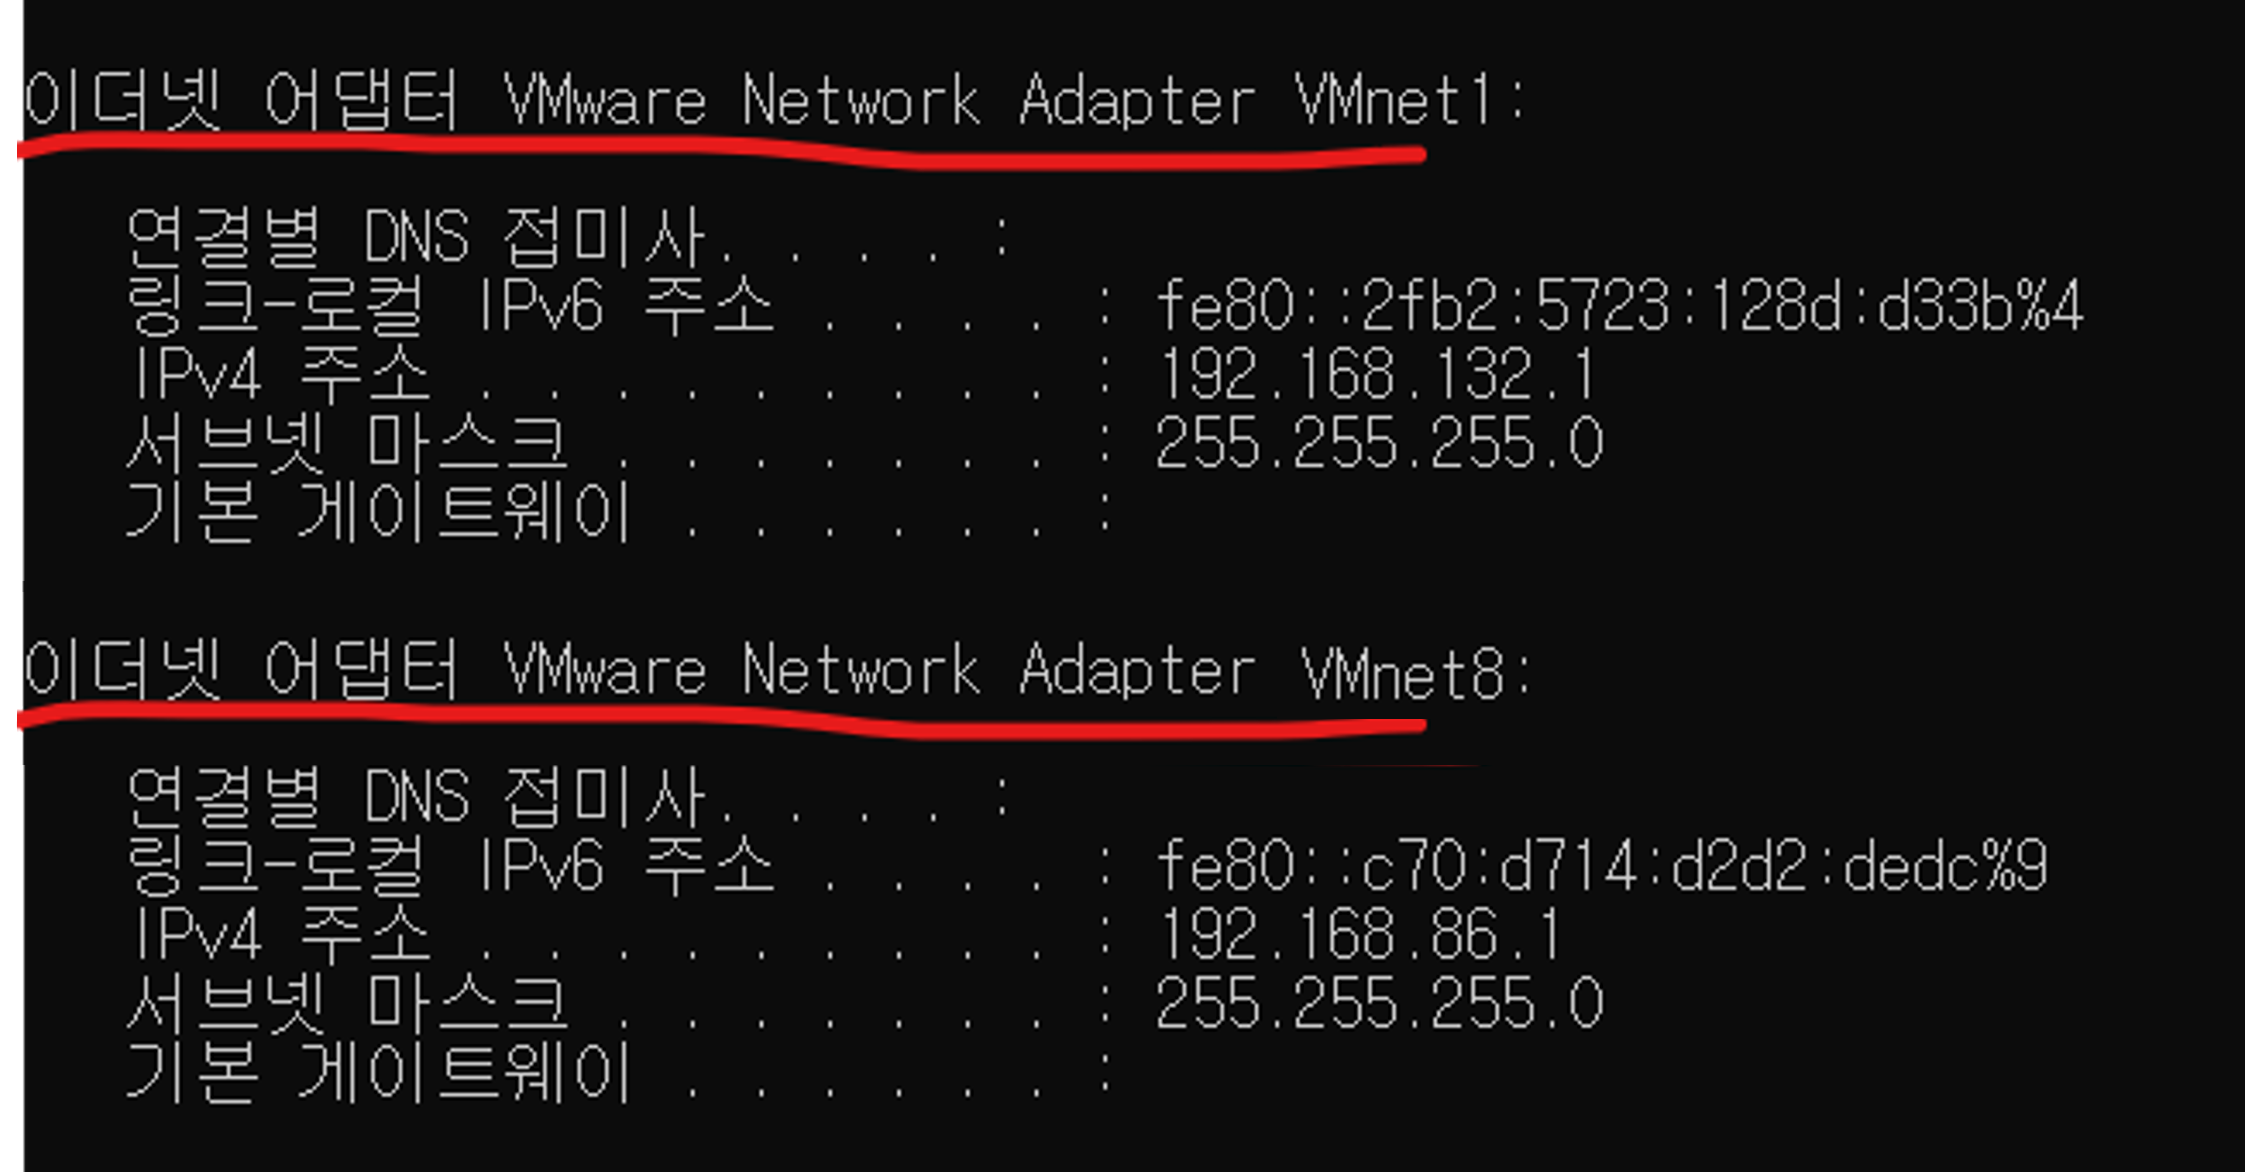 이더넷 어댑터 VMware Network Adapter VMnet1:
연결별 DNS 접미사. . . . :
링크-로컬 IPv6 주소 . . . . : fe80::2fb2:5723:128d:d33b%4
IPv4 주소 . . . . . . . . . : 192.168.132.1
서브넷 마스크 . . . . . . . : 255.255.255.0
기본 게이트웨이 . . . . . . :
이더넷 어댑터 VMware Network Adapter VMnet8:
연결별 DNS 접미사. . . . :
링크-로컬 IPv6 주소 . . . . : fe80::c70:d714:d2d2:dedc%9
IPv4 주소 . . . . . . . . . : 192.168.86.1
서브넷 마스크 . . . . . . . : 255.255.255.0
기본 게이트웨이 . . . . . . :